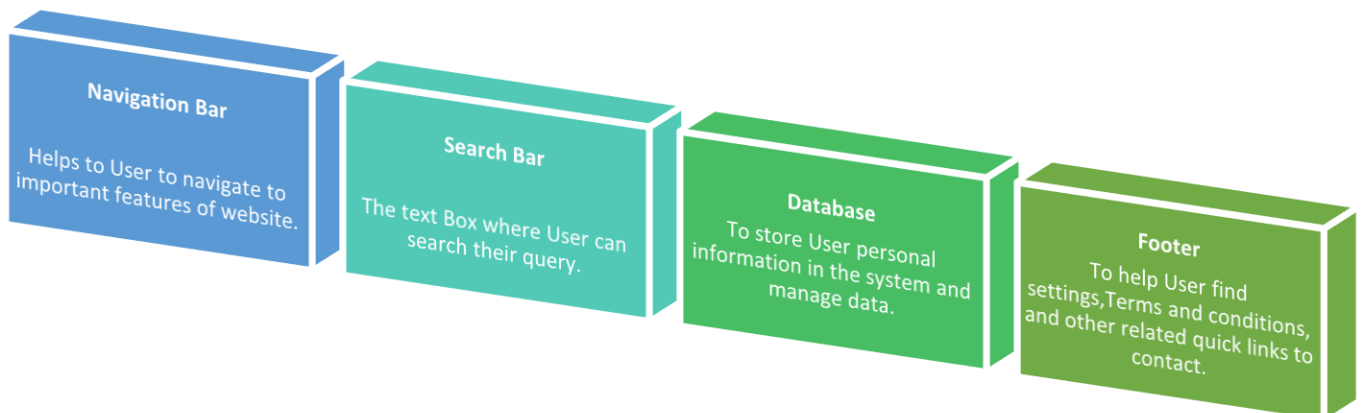 Navigation Bar
Helps to User to navigate to
important features of website.
Search Bar
The text Box where User can
search their query.
Database
To store User personal
information in the system and
manage data.
Footer
To help User find
settings,Terms and conditions,
and other related quick links to
contact.